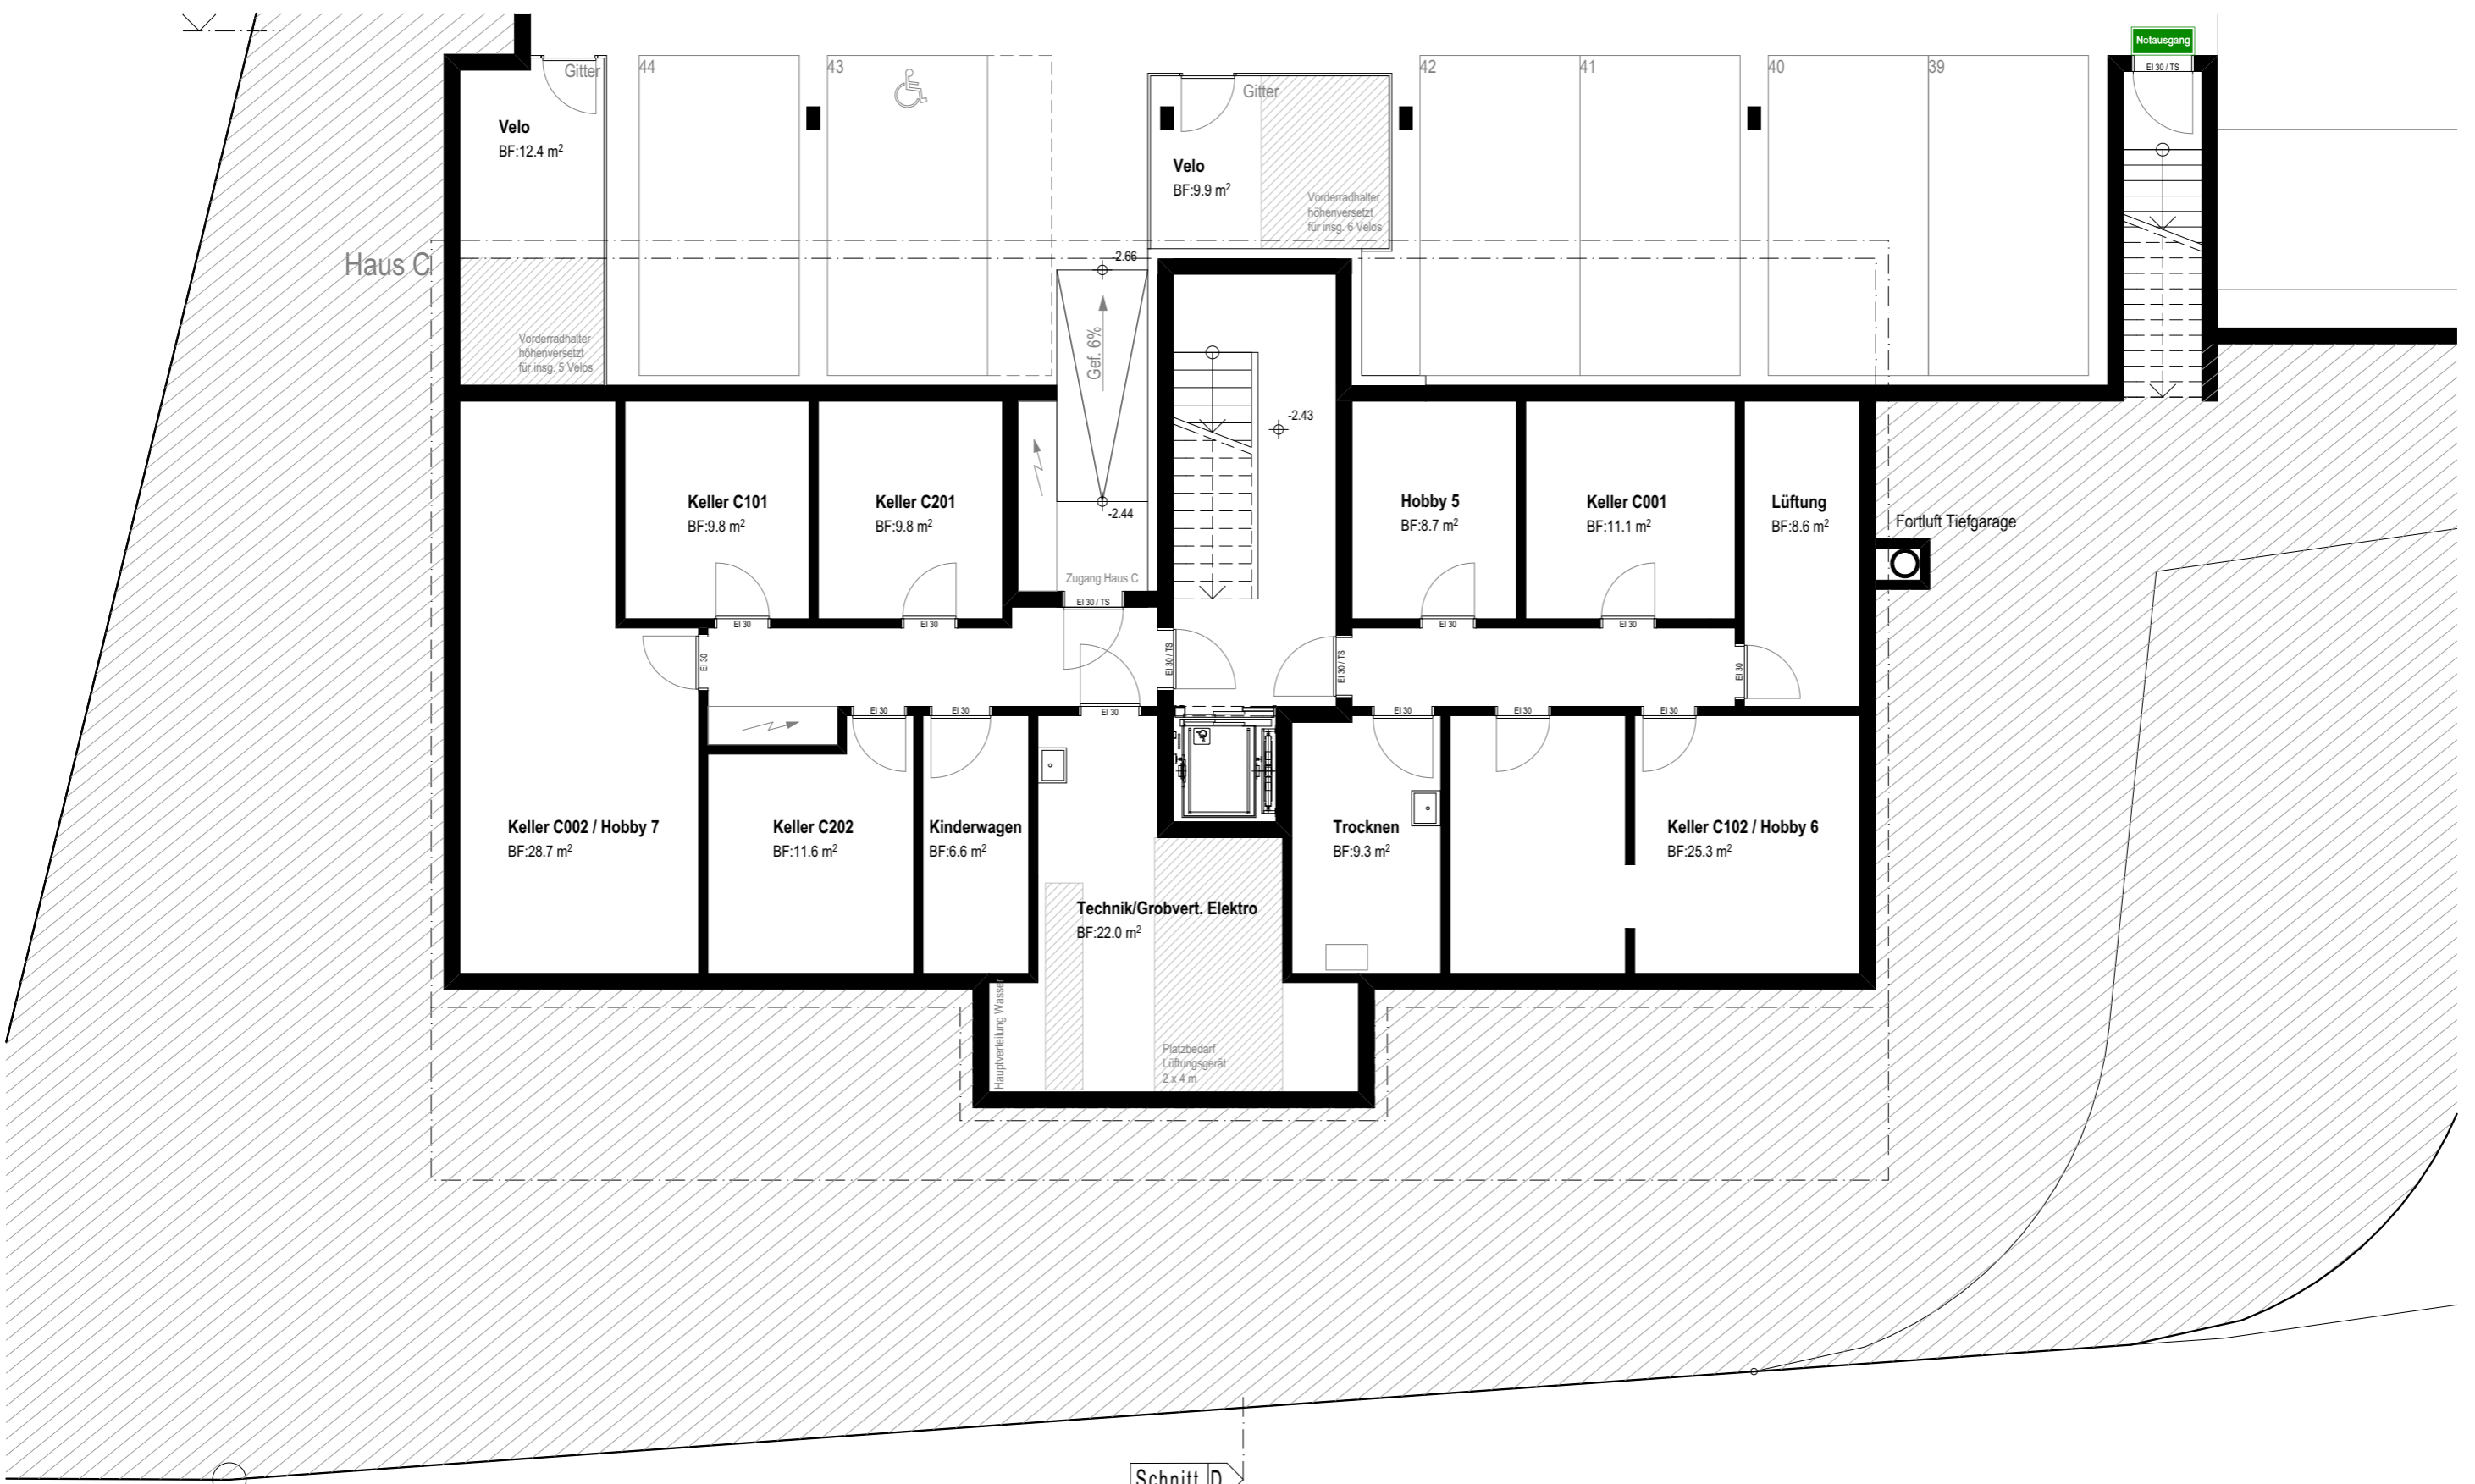 Notausgang
EI 30 / TS
Gitter
44
43
42
41
40
39
Gitter
Velo
BF:12.4 m²
Velo
BF:9.9 m²
Vorderradhalter
höhenversetzt
für insg. 6 Velos
Haus C
-2.66
Gef. 6%
Vorderradhalter
höhenversetzt
für insg. 5 Velos
-2.43
Keller C101
BF:9.8 m²
Keller C201
BF:9.8 m²
-2.44
Hobby 5
BF:8.7 m²
Keller C001
BF:11.1 m²
Lüftung
BF:8.6 m²
Fortluft Tiefgarage
Zugang Haus C
EI 30 / TS
EI 30
EI 30
EI 30
EI 30
EI 30
EI 30 / TS
EI 30 / TS
EI 30
EI 30
EI 30
EI 30
EI 30
EI 30
EI 30
Keller C002 / Hobby 7
BF:28.7 m²
Keller C202
BF:11.6 m²
Kinderwagen
BF:6.6 m²
Trocknen
BF:9.3 m²
Keller C102 / Hobby 6
BF:25.3 m²
Technik/Grobvert. Elektro
BF:22.0 m²
Hauptverteilung Wasser
Platzbedarf
Lüftungsgerät
2 x 4 m
Schnitt D